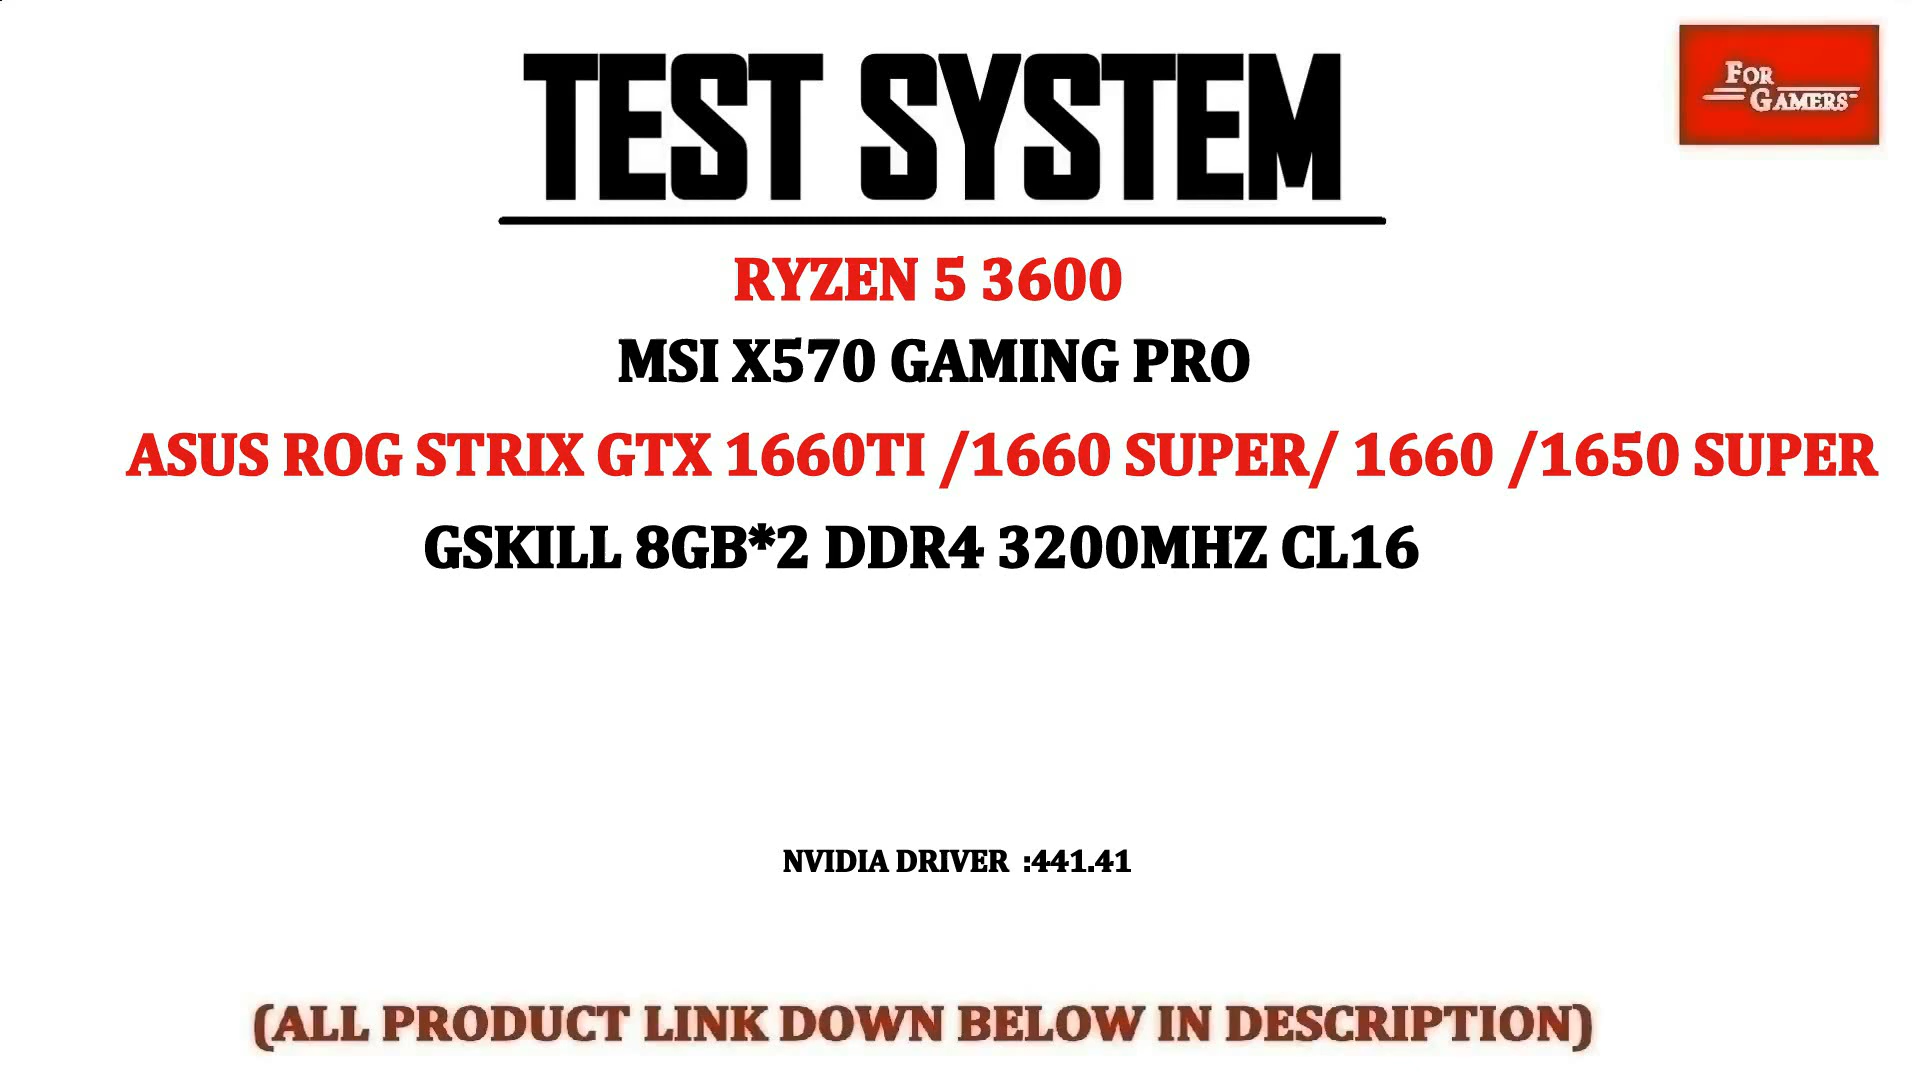 TEST SYSTEM
FOR
GAMERS
RYZEN 5 3600
MSI X570 GAMING PRO
ASUS ROG STRIX GTX 1660TI /1660 SUPER/ 1660 /1650 SUPER
GSKILL 8GB*2 DDR4 3200MHZ CL16
NVIDIA DRIVER :441.41
(ALL PRODUCT LINK DOWN BELOW IN DESCRIPTION)